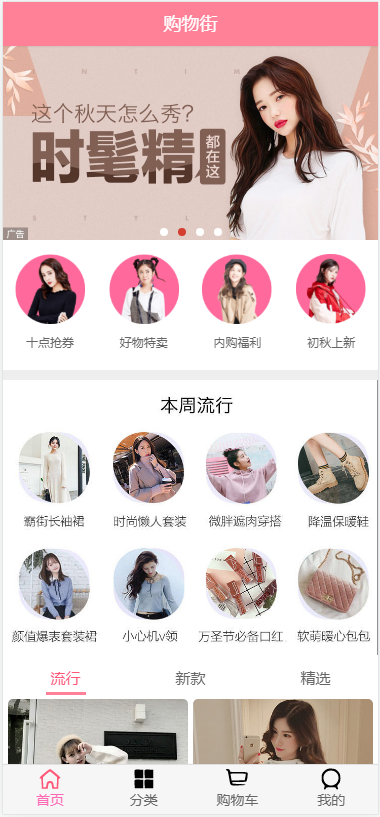 购物街
N T I M
这个秋天怎么秀?
时髦精
都在这
S T Y L
广告
十点抢券
好物特卖
内购福利
初秋上新
本周流行
霸街长袖裙
时尚懒人套装
微胖遮肉穿搭
降温保暖鞋
颜值爆表套装裙
小心机v领
万圣节必备口红
软萌暖心包包
流行
新款
精选
首页
分类
购物车
我的